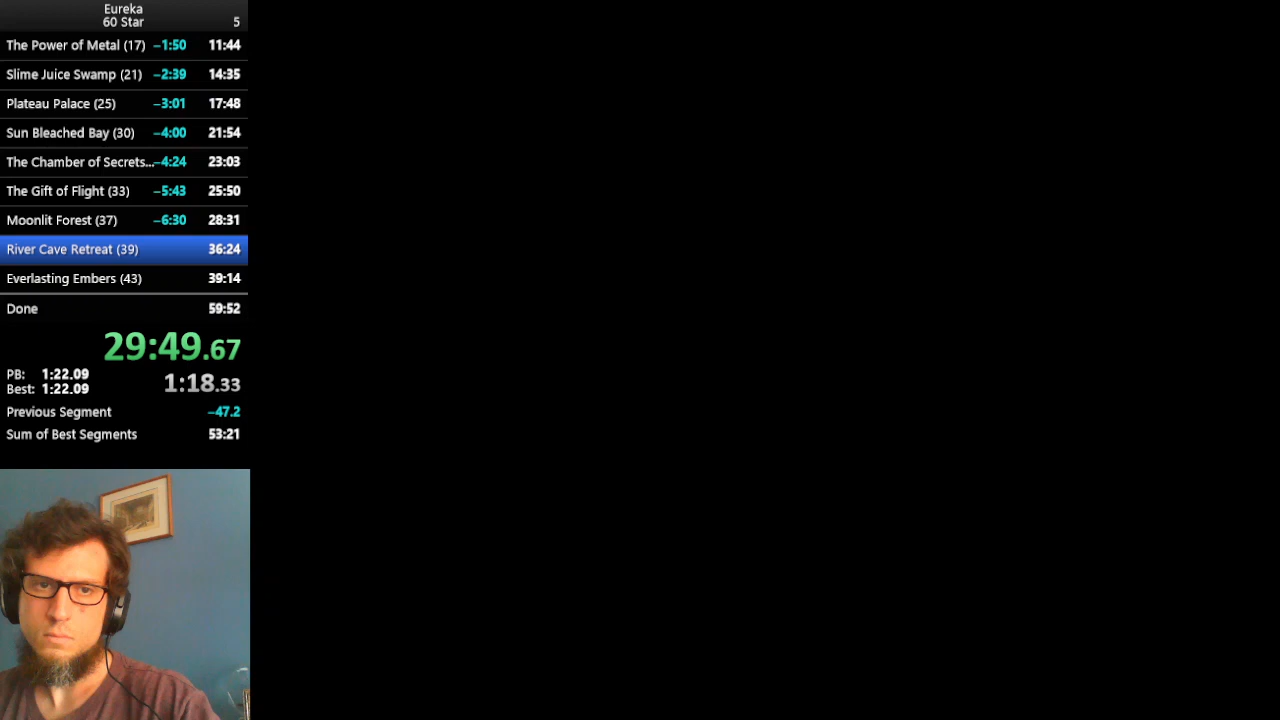 Eureka
60 Star 5
The Power of Metal (17) −1:50 11:44
Slime Juice Swamp (21) −2:39 14:35
Plateau Palace (25) −3:01 17:48
Sun Bleached Bay (30) −4:00 21:54
The Chamber of Secrets... −4:24 23:03
The Gift of Flight (33) −5:43 25:50
Moonlit Forest (37) −6:30 28:31
River Cave Retreat (39) 36:24
Everlasting Embers (43) 39:14
Done 59:52
29:49.67
PB: 1:22.09 1:18.33
Best: 1:22.09
Previous Segment −47.2
Sum of Best Segments 53:21